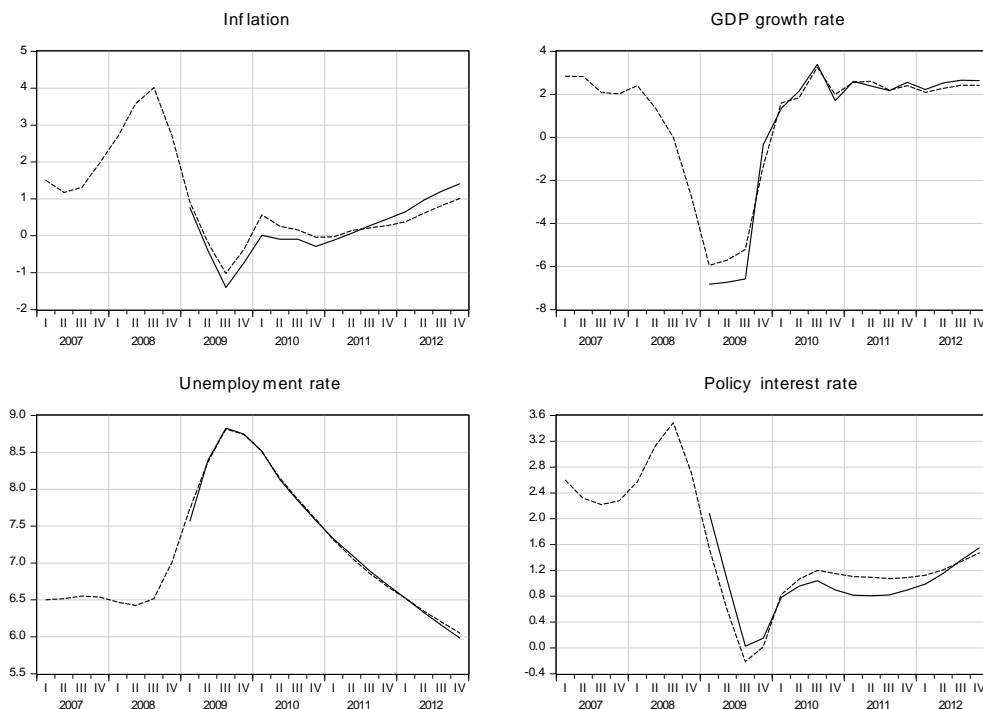 Inflation
5
4
3
2
1
0
-1
-2
I II III IV I II III IV I II III IV I II III IV I II III IV I II III IV
2007 2008 2009 2010 2011 2012
GDP growth rate
4
2
0
-2
-4
-6
-8
I II III IV I II III IV I II III IV I II III IV I II III IV I II III IV
2007 2008 2009 2010 2011 2012
Unemployment rate
9.0
8.5
8.0
7.5
7.0
6.5
6.0
5.5
I II III IV I II III IV I II III IV I II III IV I II III IV I II III IV
2007 2008 2009 2010 2011 2012
Policy interest rate
3.6
3.2
2.8
2.4
2.0
1.6
1.2
0.8
0.4
0.0
-0.4
I II III IV I II III IV I II III IV I II III IV I II III IV I II III IV
2007 2008 2009 2010 2011 2012